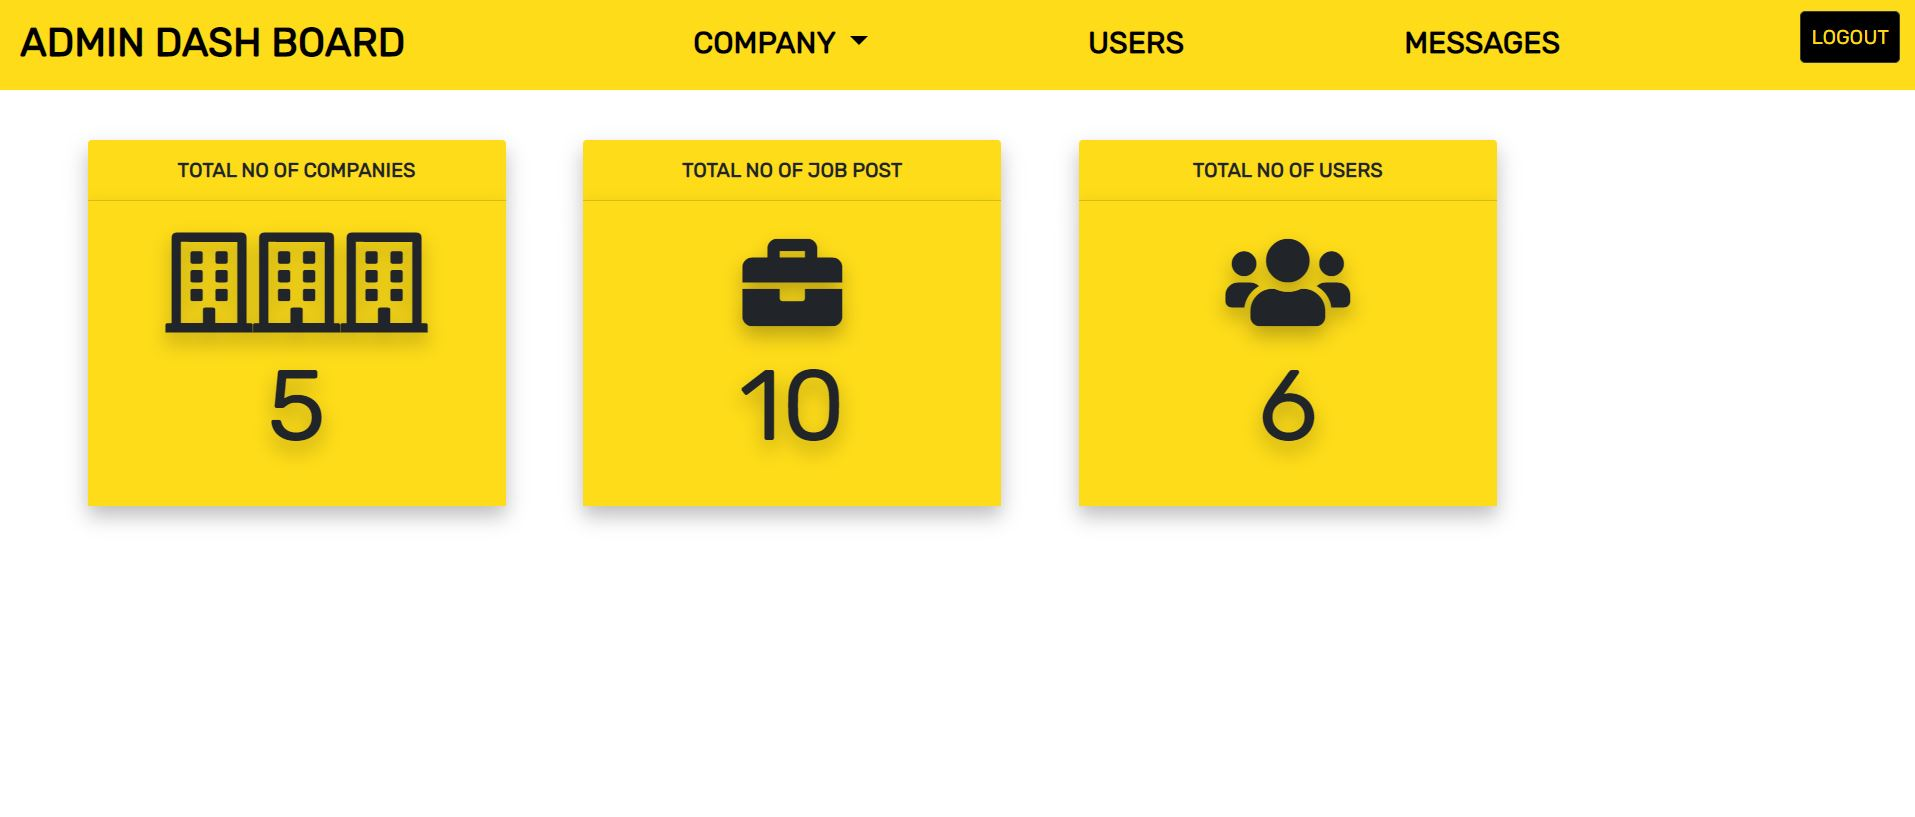 ADMIN DASH BOARD
COMPANY
USERS
MESSAGES
LOGOUT
TOTAL NO OF COMPANIES
5
TOTAL NO OF JOB POST
10
TOTAL NO OF USERS
6